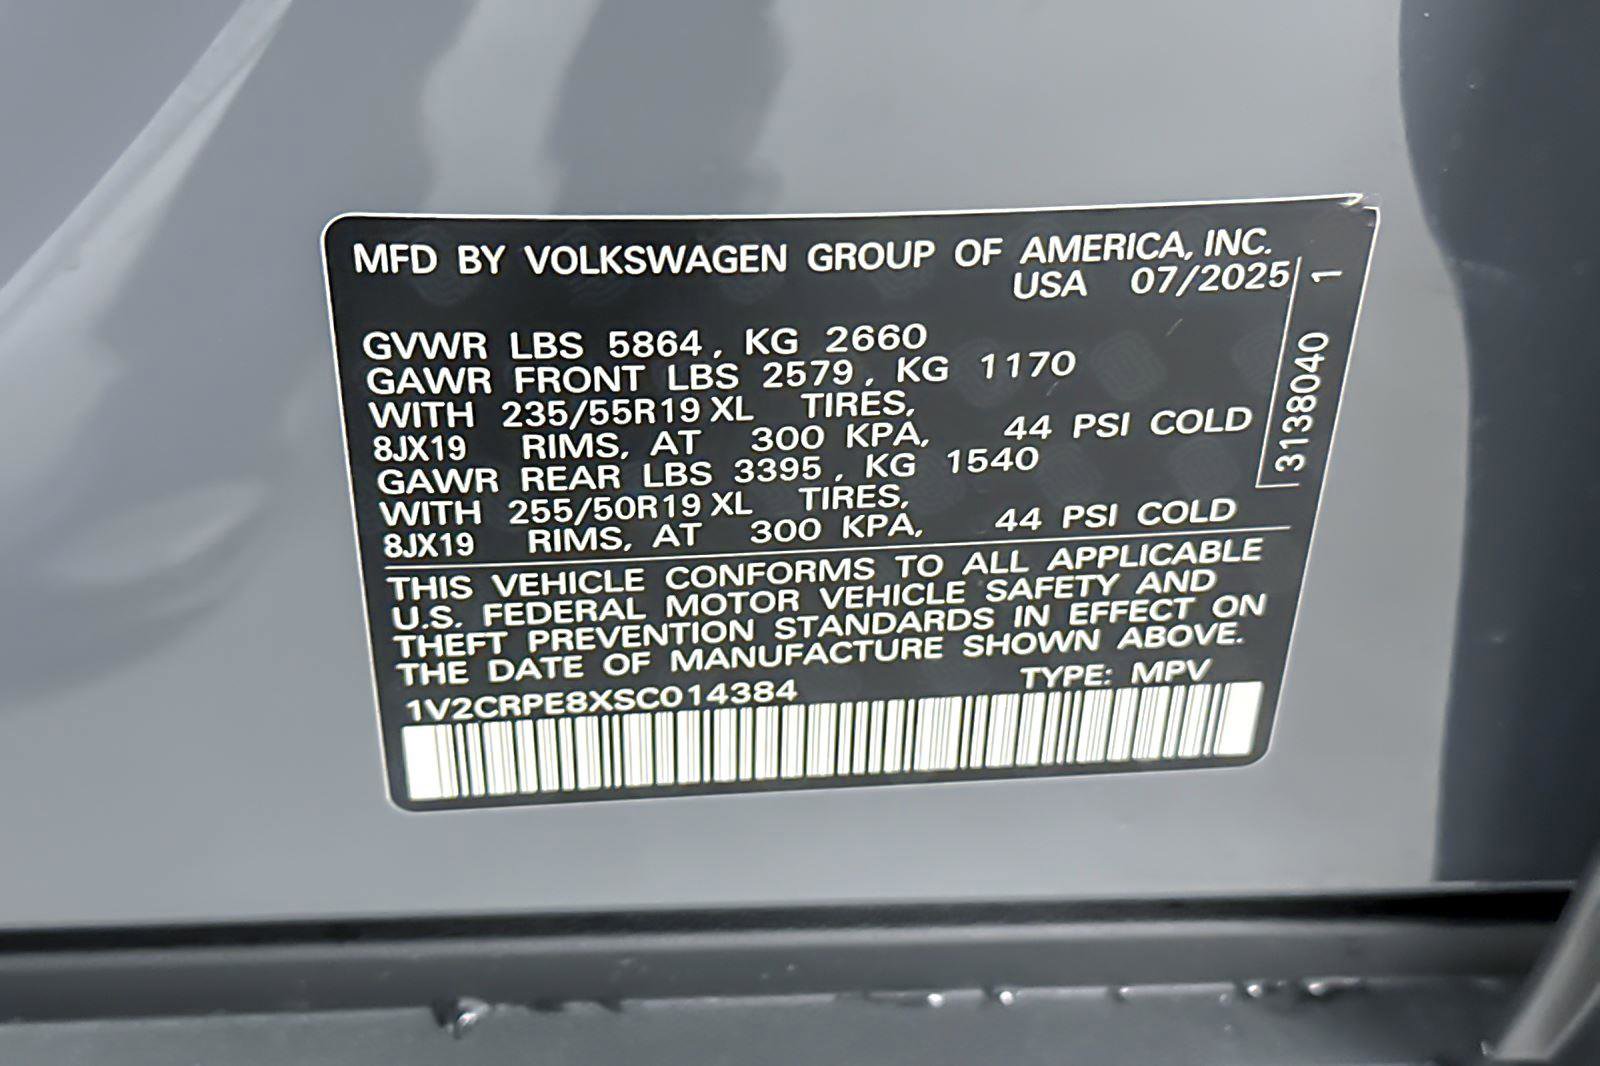 MFD BY VOLKSWAGEN GROUP OF AMERICA, INC.
USA 07/2025
GVWR LBS 5864, KG 2660
GAWR FRONT LBS 2579, KG 1170
WITH 235/55R19 XL TIRES,
8JX19 RIMS, AT 300 KPA, 44 PSI COLD
GAWR REAR LBS 3395, KG 1540
WITH 255/50R19 XL TIRES,
8JX19 RIMS, AT 300 KPA, 44 PSI COLD
THIS VEHICLE CONFORMS TO ALL APPLICABLE
U.S. FEDERAL MOTOR VEHICLE SAFETY AND
THEFT PREVENTION STANDARDS IN EFFECT ON
THE DATE OF MANUFACTURE SHOWN ABOVE.
1V2CRPE8XSC014384 TYPE: MPV
3138040 1